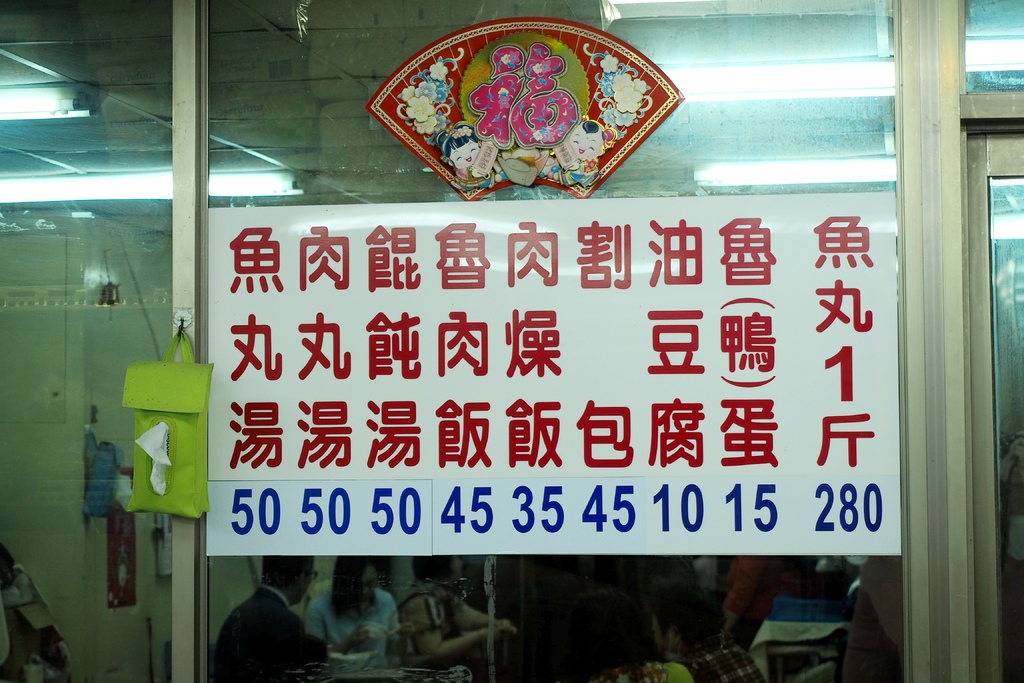 福
魚丸湯 50
肉丸湯 50
餛飩湯 50
魯肉飯 45
肉燥飯 35
割包 45
油豆腐 10
魯(鴨)蛋 15
魚丸1斤 280